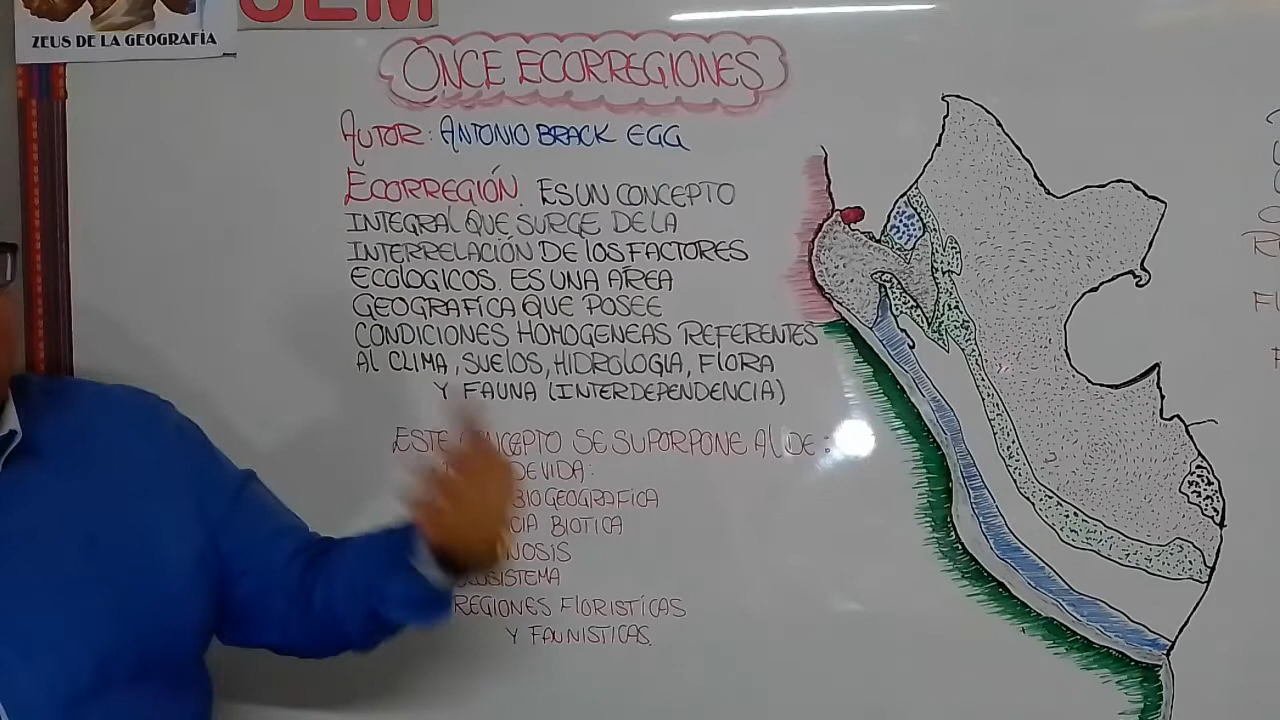 ZEUS DE LA GEOGRAFÍA
ONCE ECORREGIONES
AUTOR: ANTONIO BRACK EGG
ECORREGIÓN. ES UN CONCEPTO
INTEGRAL QUE SURGE DE LA
INTERRELACIÓN DE LOS FACTORES
ECOLOGICOS. ES UNA AREA
GEOGRAFICA QUE POSEE
CONDICIONES HOMOGENEAS REFERENTES
AL CLIMA, SUELOS, HIDROLOGIA, FLORA
Y FAUNA (INTERDEPENDENCIA)
ESTE CONCEPTO SE SUPORPONE AL DE:
DE VIDA:
BIOGEOGRAFICA
BIOTICA
REGIONES FLORISTÍCAS
Y FAUNISTICAS.